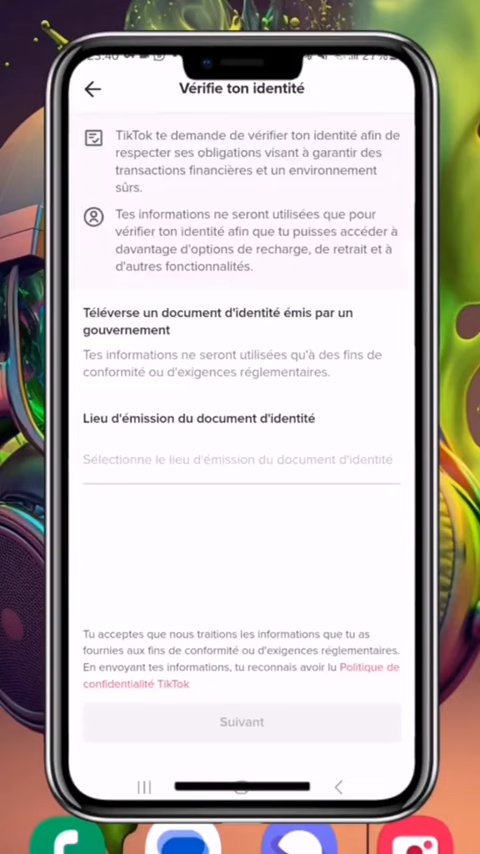 Vérifie ton identité
TikTok te demande de vérifier ton identité afin de
respecter ses obligations visant à garantir des
transactions financières et un environnement
sûrs.
Tes informations ne seront utilisées que pour
vérifier ton identité afin que tu puisses accéder à
davantage d'options de recharge, de retrait et à
d'autres fonctionnalités.
Téléverse un document d'identité émis par un
gouvernement
Tes informations ne seront utilisées qu'à des fins de
conformité ou d'exigences réglementaires.
Lieu d'émission du document d'identité
Sélectionne le lieu d'émission du document d'identité
Tu acceptes que nous traitions les informations que tu as
fournies aux fins de conformité ou d'exigences réglementaires.
En envoyant tes informations, tu reconnais avoir lu Politique de
confidentialité TikTok
Suivant